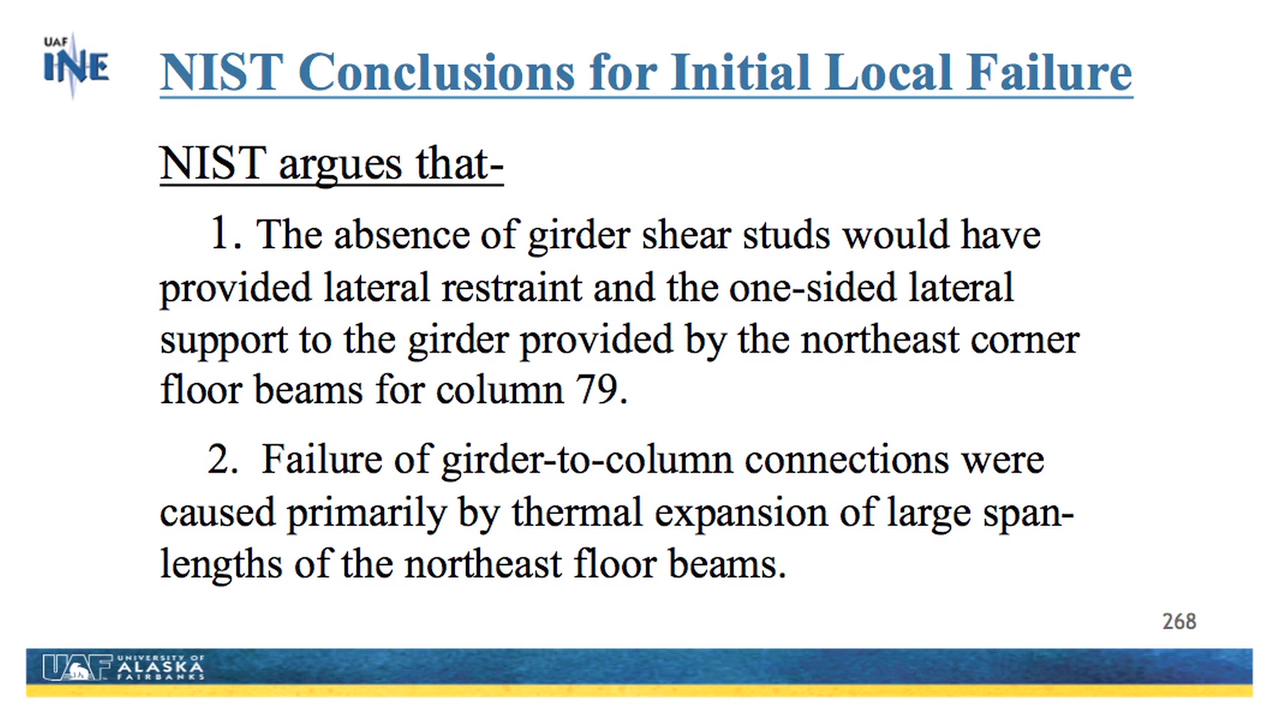 UAF
INE
NIST Conclusions for Initial Local Failure
NIST argues that-
1. The absence of girder shear studs would have
provided lateral restraint and the one-sided lateral
support to the girder provided by the northeast corner
floor beams for column 79.
2. Failure of girder-to-column connections were
caused primarily by thermal expansion of large span-
lengths of the northeast floor beams.
268
UAF
UNIVERSITY OF
ALASKA
FAIRBANKS